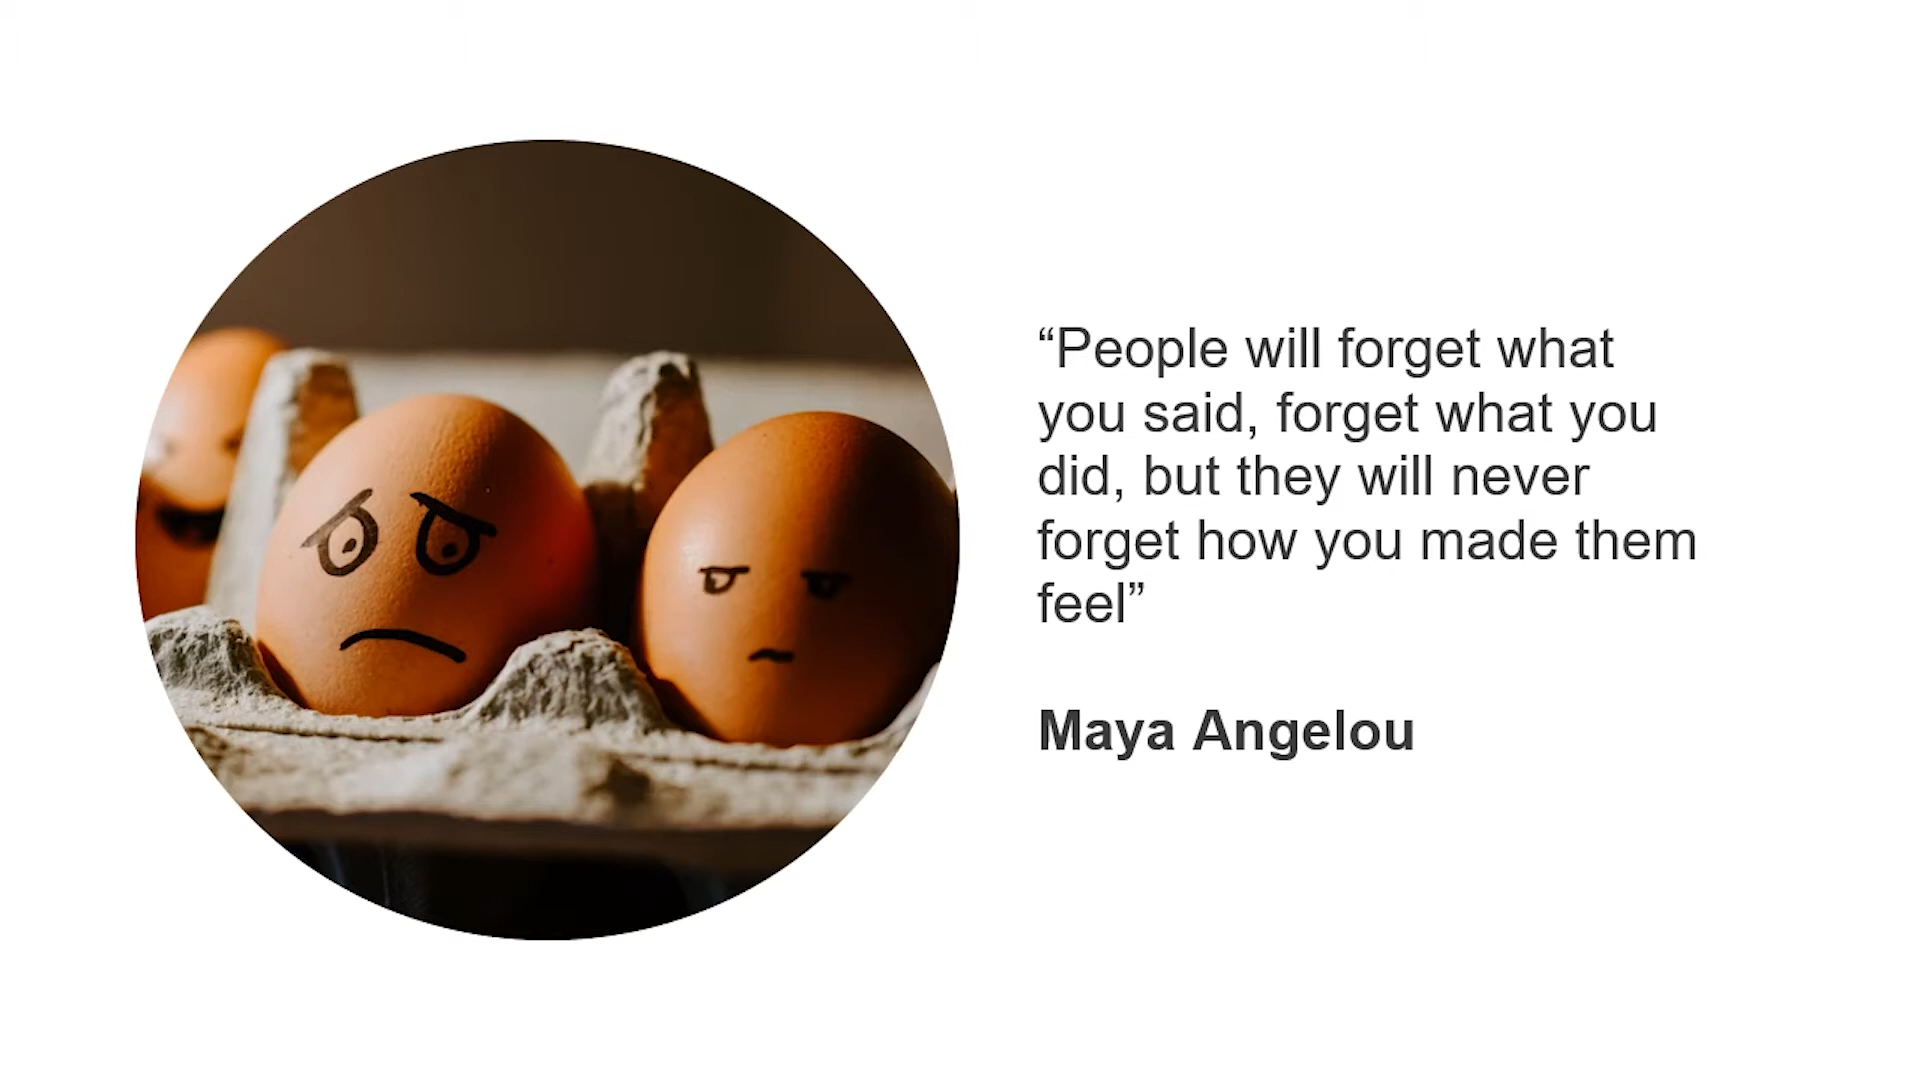 “People will forget what
you said, forget what you
did, but they will never
forget how you made them
feel”
Maya Angelou